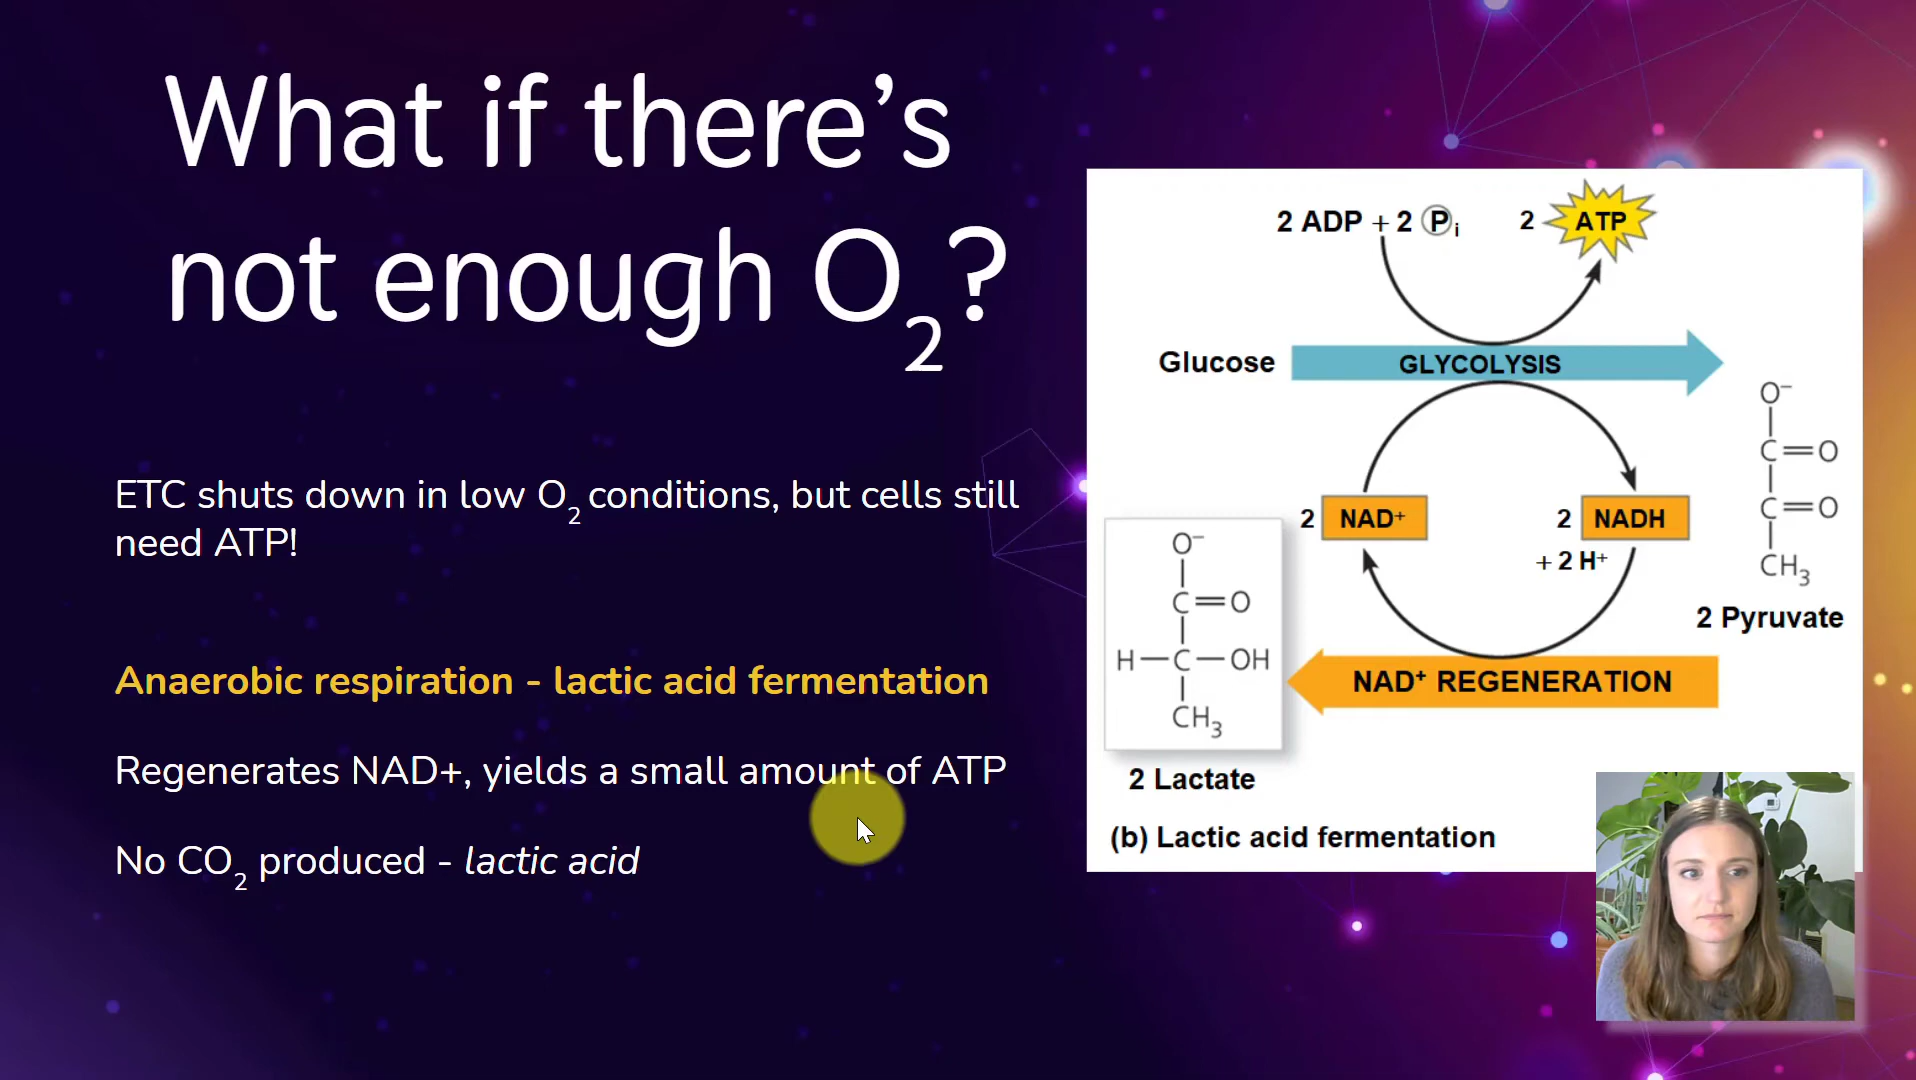 What if there’s
not enough O₂?
ETC shuts down in low O₂ conditions, but cells still
need ATP!
Anaerobic respiration - lactic acid fermentation
Regenerates NAD+, yields a small amount of ATP
No CO₂ produced - lactic acid
2 ADP + 2 Pᵢ
2 ATP
Glucose
GLYCOLYSIS
2 NAD⁺
2 NADH
+ 2 H⁺
O⁻
C=O
C=O
CH₃
2 Pyruvate
NAD⁺ REGENERATION
O⁻
C=O
H—C—OH
CH₃
2 Lactate
(b) Lactic acid fermentation